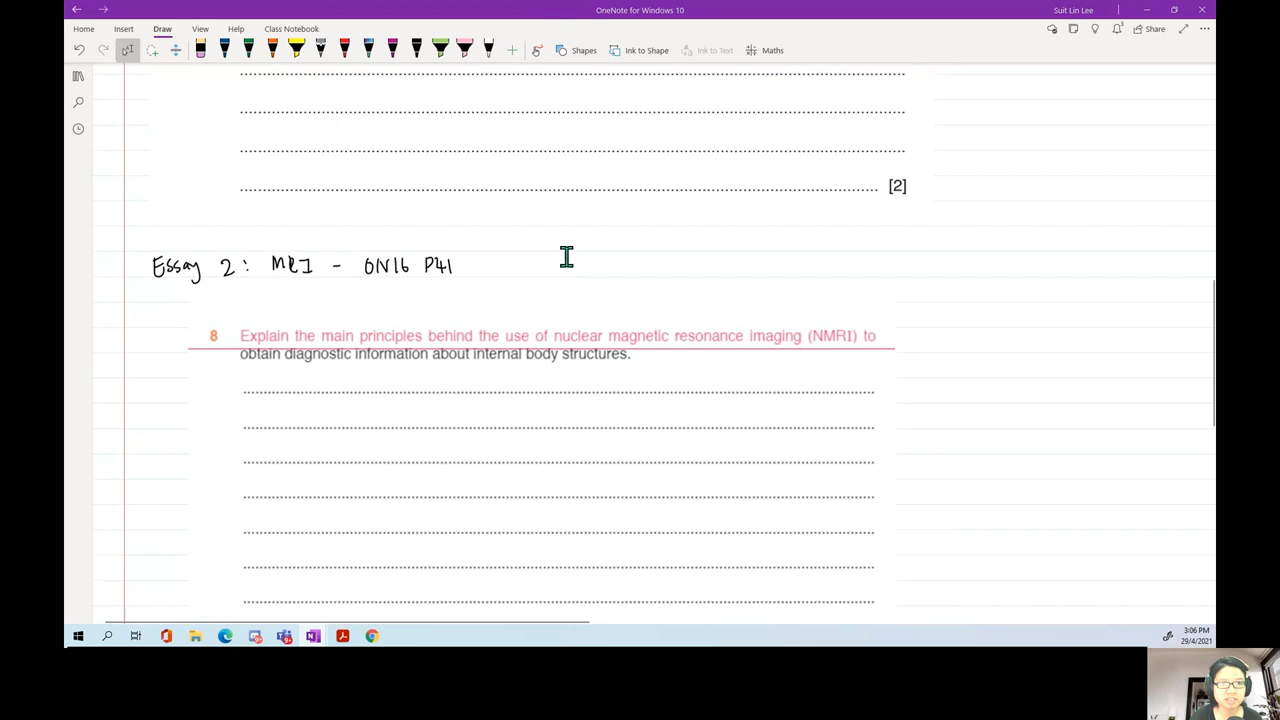 OneNote for Windows 10
Suit Lin Lee
Home Insert Draw View Help Class Notebook
Share
Shapes Ink to Shape Ink to Text Maths
[2]
Essay 2: MRI - ON16 P41
8 Explain the main principles behind the use of nuclear magnetic resonance imaging (NMRI) to
obtain diagnostic information about internal body structures.
3:06 PM
29/4/2021